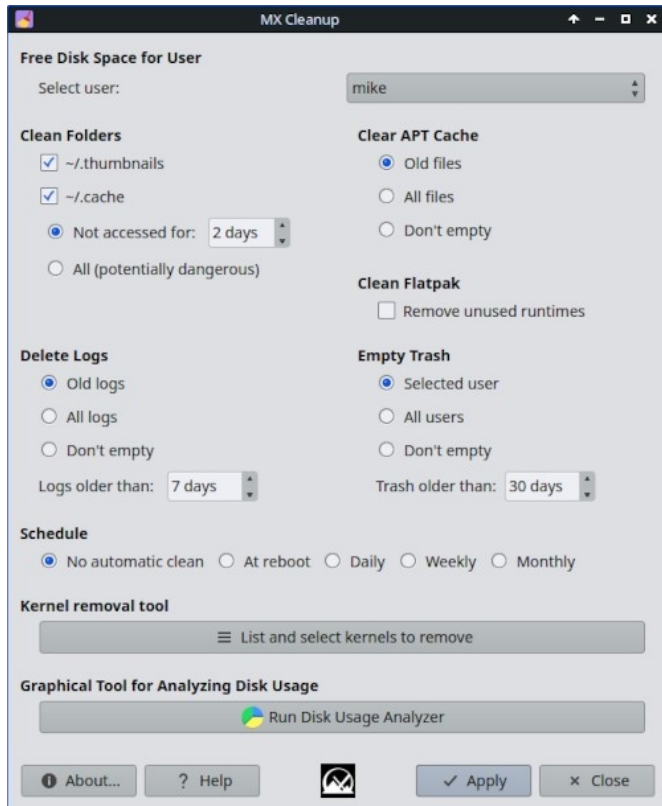 MX Cleanup
Free Disk Space for User
Select user: mike
Clean Folders
~/.thumbnails
~/.cache
Not accessed for: 2 days
All (potentially dangerous)
Clear APT Cache
Old files
All files
Don't empty
Clean Flatpak
Remove unused runtimes
Delete Logs
Old logs
All logs
Don't empty
Logs older than: 7 days
Empty Trash
Selected user
All users
Don't empty
Trash older than: 30 days
Schedule
No automatic clean At reboot Daily Weekly Monthly
Kernel removal tool
List and select kernels to remove
Graphical Tool for Analyzing Disk Usage
Run Disk Usage Analyzer
About... ? Help Apply Close